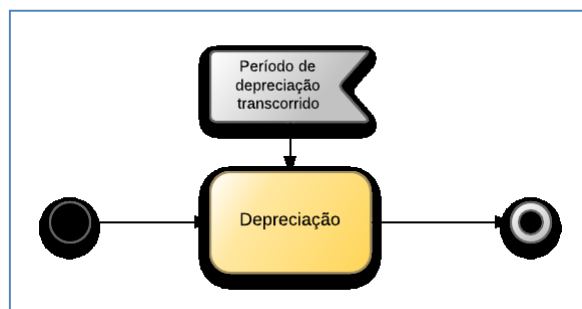 Período de
depreciação
transcorrido
Depreciação